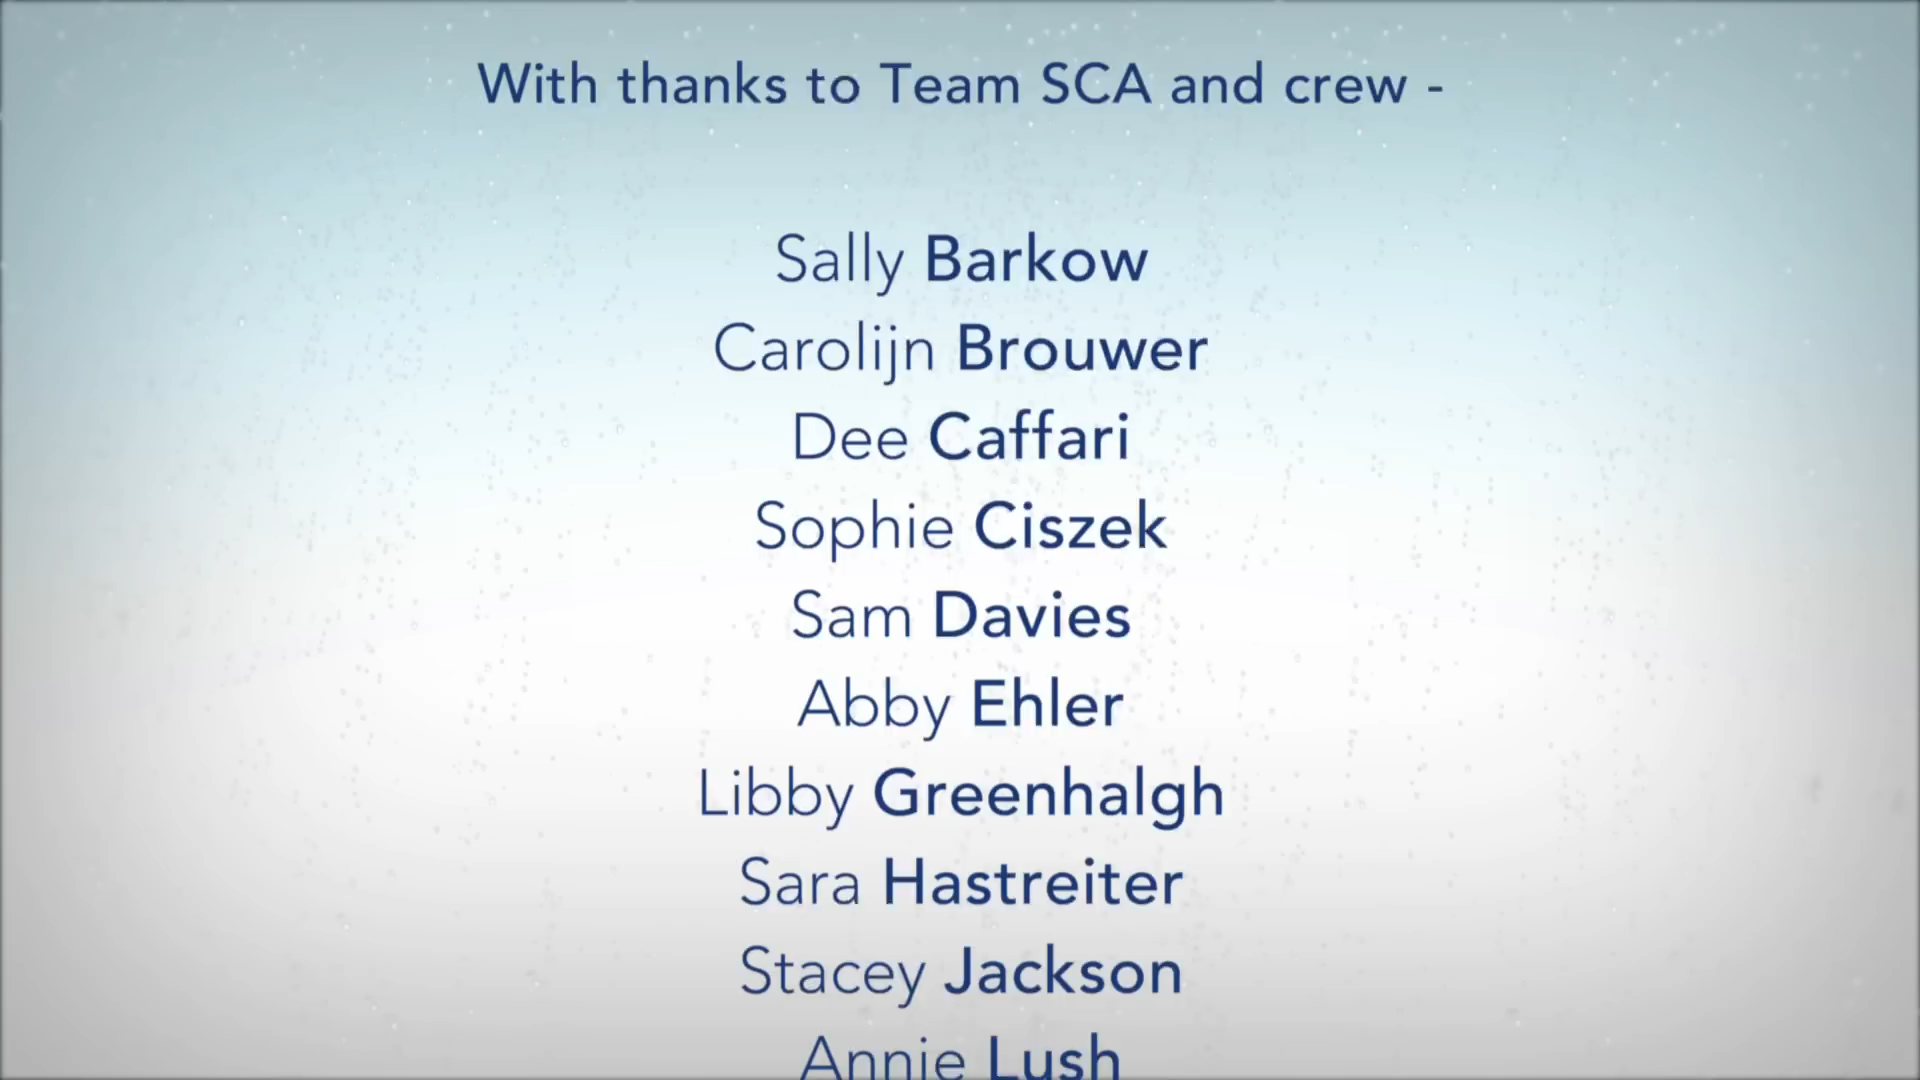 With thanks to Team SCA and crew -
Sally Barkow
Carolijn Brouwer
Dee Caffari
Sophie Ciszek
Sam Davies
Abby Ehler
Libby Greenhalgh
Sara Hastreiter
Stacey Jackson
Annie Lush